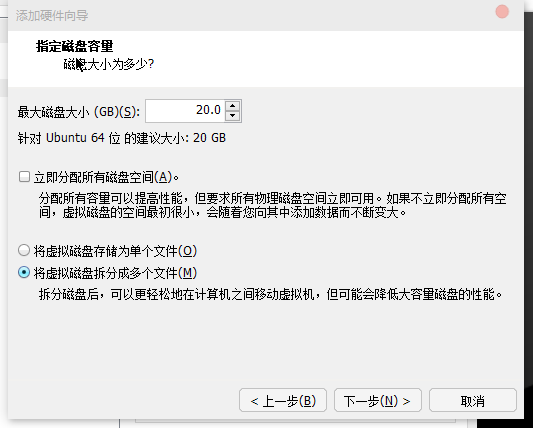 添加硬件向导
指定磁盘容量
磁盘大小为多少?
最大磁盘大小 (GB)(S): 20.0
针对 Ubuntu 64 位 的建议大小: 20 GB
立即分配所有磁盘空间(A)。
分配所有容量可以提高性能，但要求所有物理磁盘空间立即可用。如果不立即分配所有空
间，虚拟磁盘的空间最初很小，会随着您向其中添加数据而不断变大。
将虚拟磁盘存储为单个文件(O)
将虚拟磁盘拆分成多个文件(M)
拆分磁盘后，可以更轻松地在计算机之间移动虚拟机，但可能会降低大容量磁盘的性能。
< 上一步(B) 下一步(N) > 取消